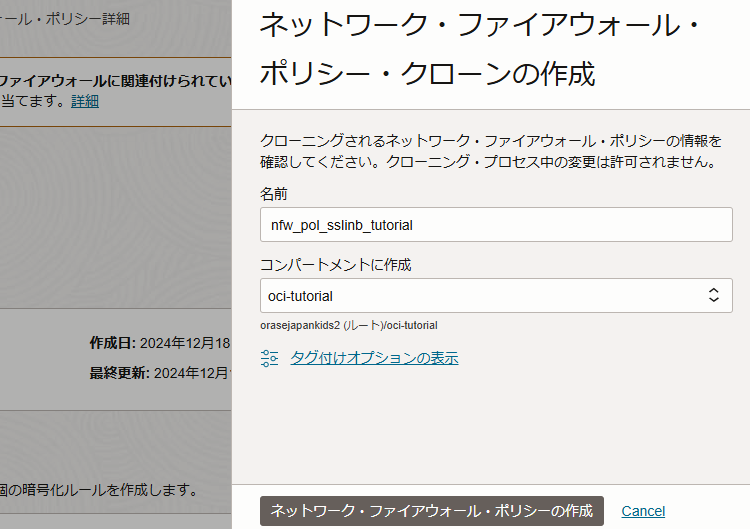 ォール・ポリシー詳細
ファイアウォールに関連付けられてい
当てます。詳細
作成日: 2024年12月18
最終更新: 2024年12月
個の暗号化ルールを作成します。
ネットワーク・ファイアウォール・
ポリシー・クローンの作成
クローニングされるネットワーク・ファイアウォール・ポリシーの情報を
確認してください。クローニング・プロセス中の変更は許可されません。
名前
nfw_pol_sslinb_tutorial
コンパートメントに作成
oci-tutorial
orasejapankids2 (ルート)/oci-tutorial
タグ付けオプションの表示
ネットワーク・ファイアウォール・ポリシーの作成
Cancel